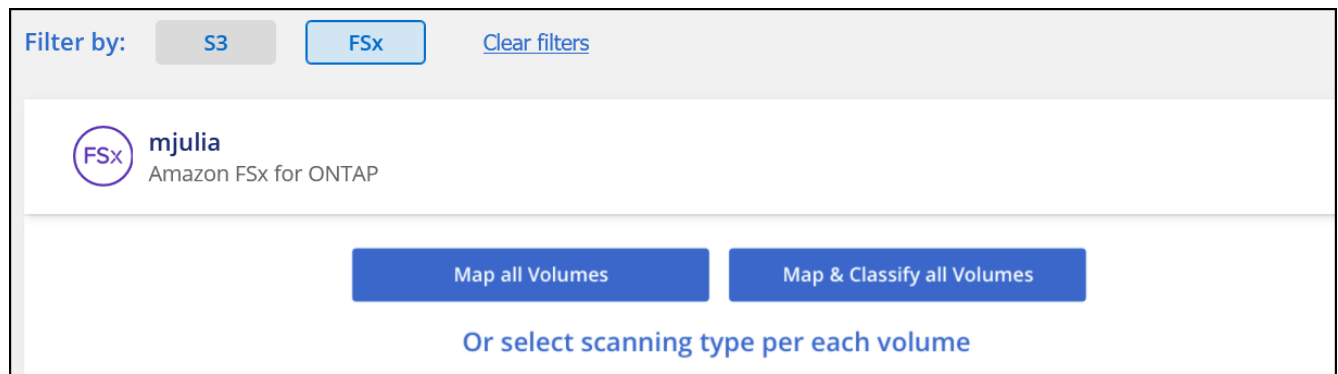 Filter by: S3 FSx Clear filters
FSx mjulia
Amazon FSx for ONTAP
Map all Volumes Map & Classify all Volumes
Or select scanning type per each volume